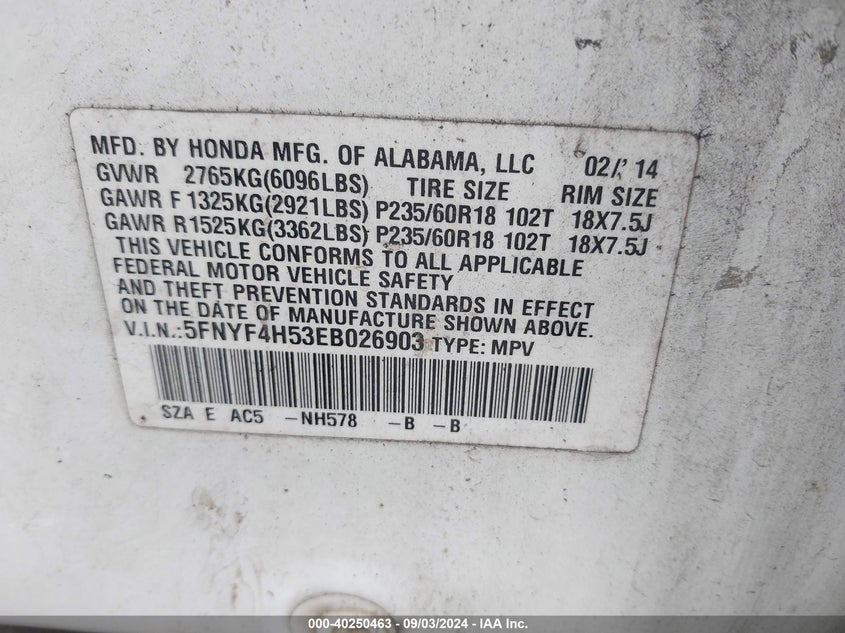 MFD. BY HONDA MFG. OF ALABAMA, LLC 02/' 14
GVWR 2765KG(6096LBS) TIRE SIZE RIM SIZE
GAWR F 1325KG(2921LBS) P235/60R18 102T 18X7.5J
GAWR R1525KG(3362LBS) P235/60R18 102T 18X7.5J
THIS VEHICLE CONFORMS TO ALL APPLICABLE
FEDERAL MOTOR VEHICLE SAFETY
AND THEFT PREVENTION STANDARDS IN EFFECT
ON THE DATE OF MANUFACTURE SHOWN ABOVE.
V.I.N.:5FNYF4H53EB026903 TYPE: MPV
SZA E AC5 -NH578 -B -B
000-40250463 - 09/03/2024 - IAA Inc.